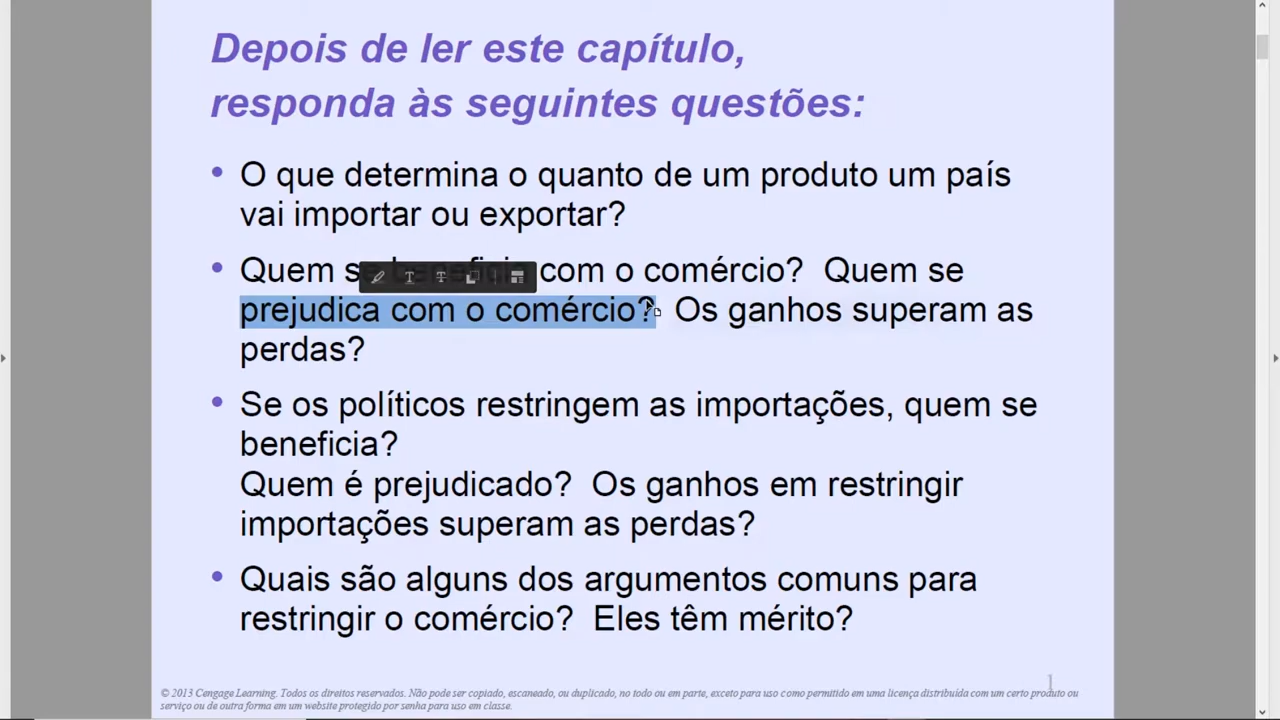 Depois de ler este capítulo,
responda às seguintes questões:
• O que determina o quanto de um produto um país
vai importar ou exportar?
• Quem se beneficia com o comércio? Quem se
prejudica com o comércio? Os ganhos superam as
perdas?
• Se os políticos restringem as importações, quem se
beneficia?
Quem é prejudicado? Os ganhos em restringir
importações superam as perdas?
• Quais são alguns dos argumentos comuns para
restringir o comércio? Eles têm mérito?
1
© 2013 Cengage Learning. Todos os direitos reservados. Não pode ser copiado, escaneado, ou duplicado, no todo ou em parte, exceto para uso como permitido em uma licença distribuída com um certo produto ou
serviço ou de outra forma em um website protegido por senha para uso em classe.